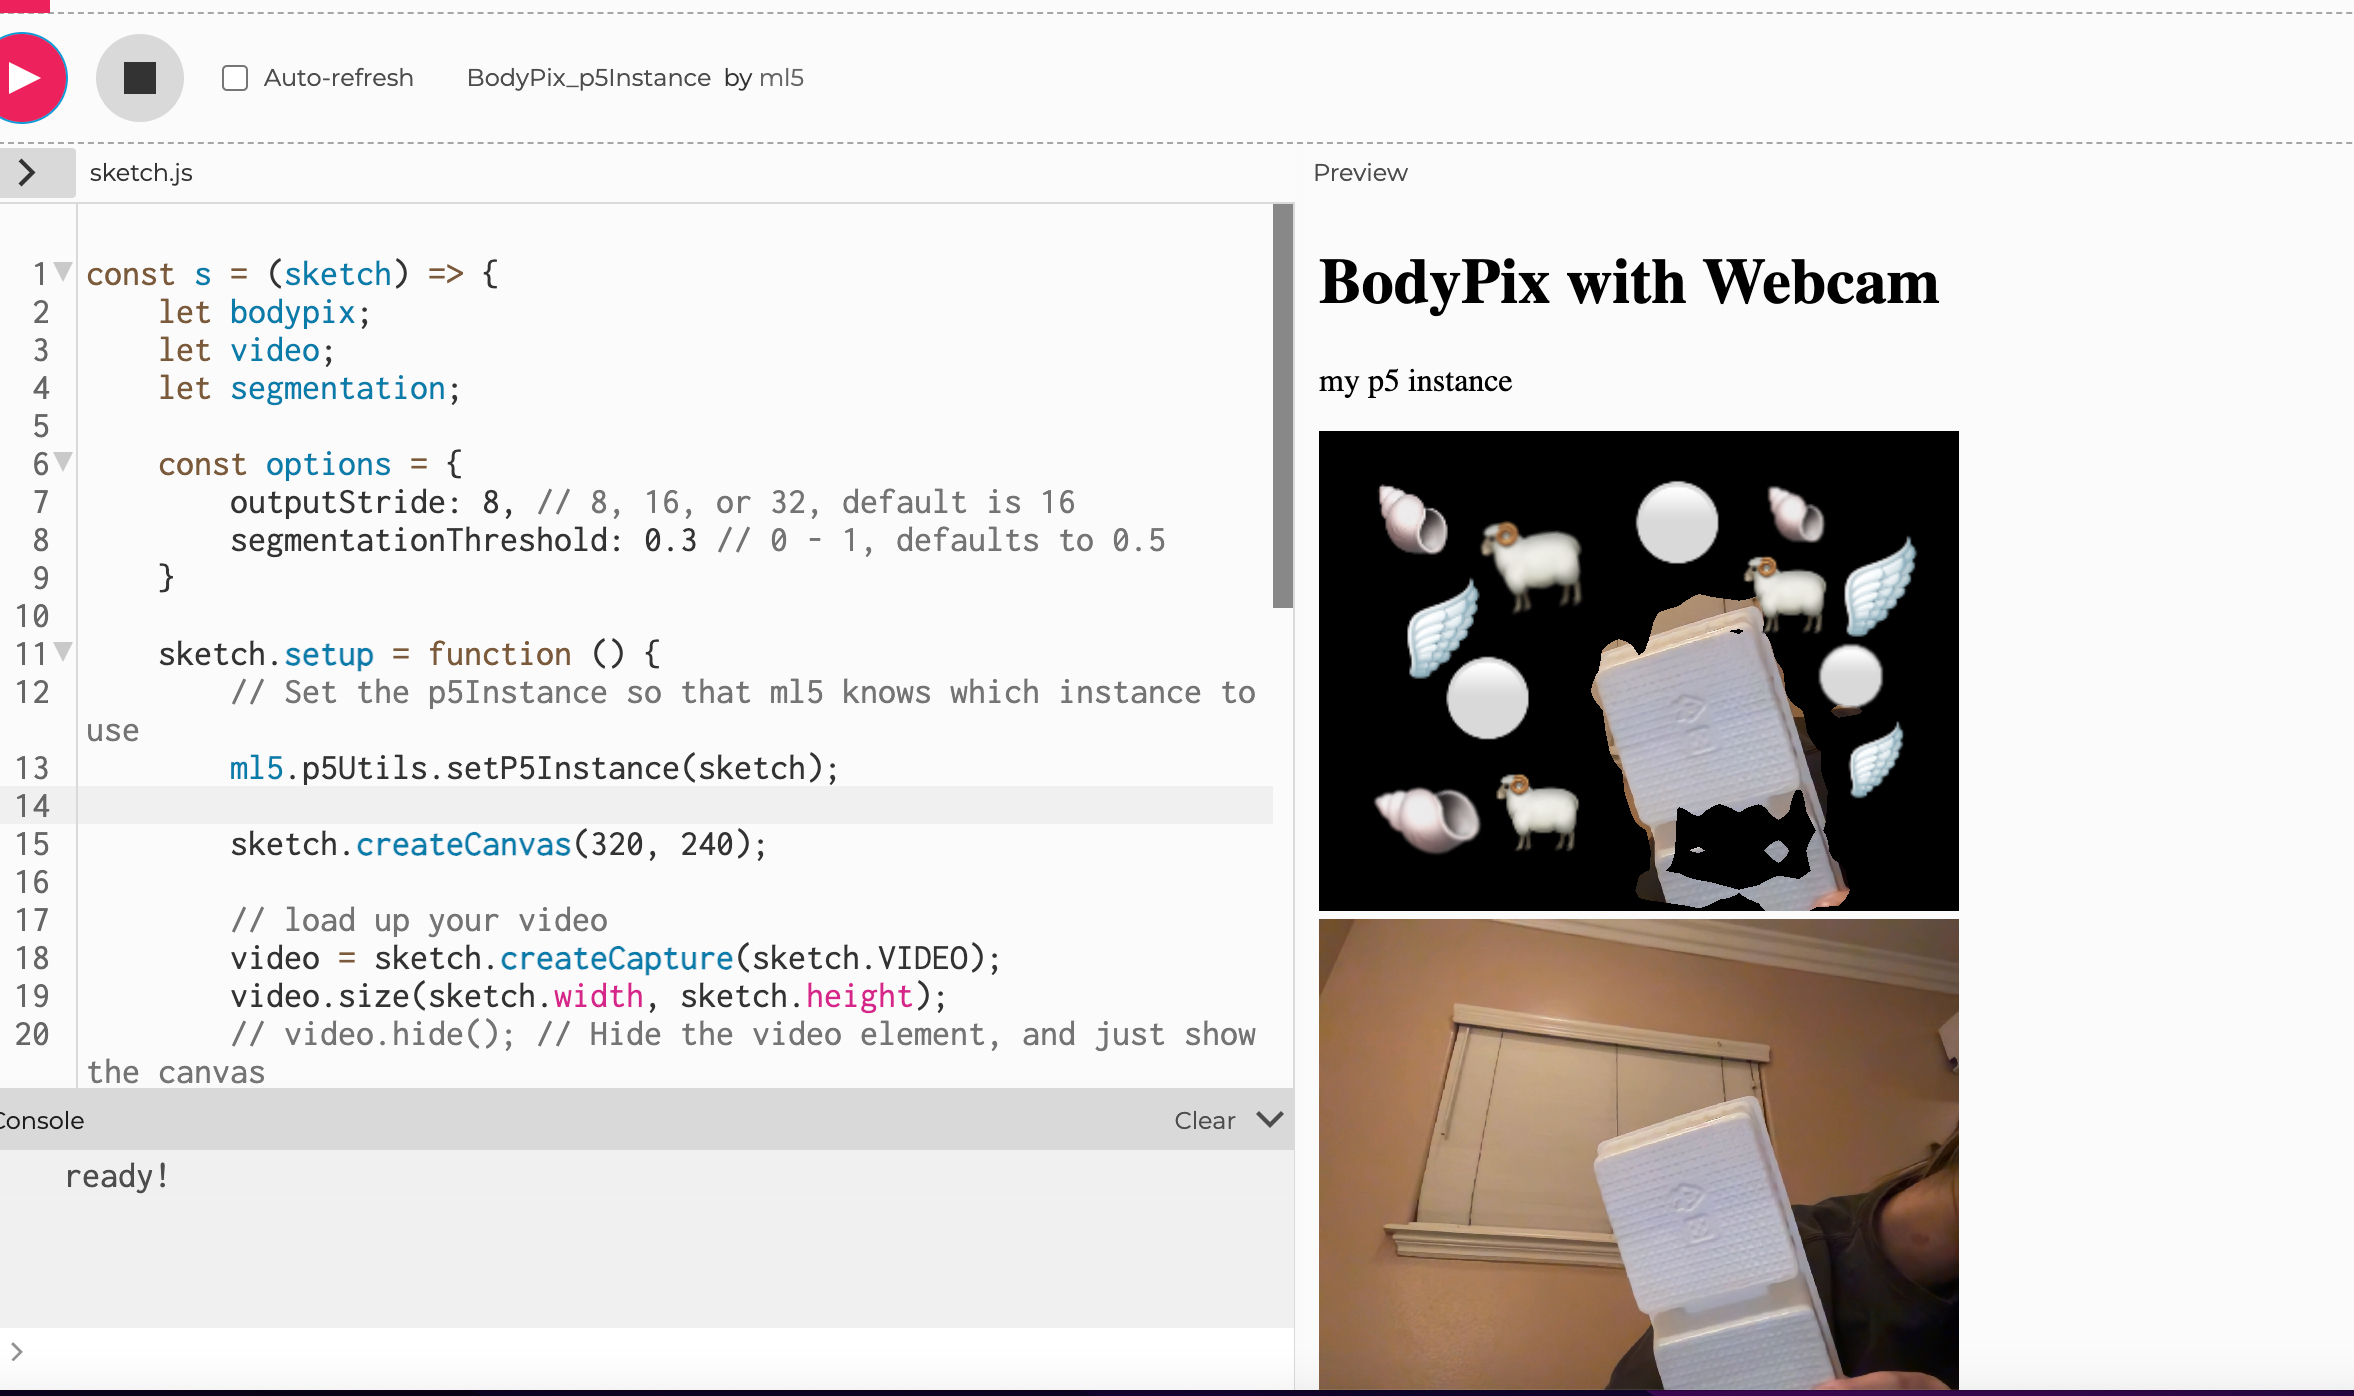 Auto-refresh
BodyPix_p5Instance by ml5
sketch.js
1 const s = (sketch) => {
2 let bodypix;
3 let video;
4 let segmentation;
5
6 const options = {
7 outputStride: 8, // 8, 16, or 32, default is 16
8 segmentationThreshold: 0.3 // 0 - 1, defaults to 0.5
9 }
10
11 sketch.setup = function () {
12 // Set the p5Instance so that ml5 knows which instance to
use
13 ml5.p5Utils.setP5Instance(sketch);
14
15 sketch.createCanvas(320, 240);
16
17 // load up your video
18 video = sketch.createCapture(sketch.VIDEO);
19 video.size(sketch.width, sketch.height);
20 // video.hide(); // Hide the video element, and just show
the canvas
Console
Clear
ready!
>
Preview
BodyPix with Webcam
my p5 instance